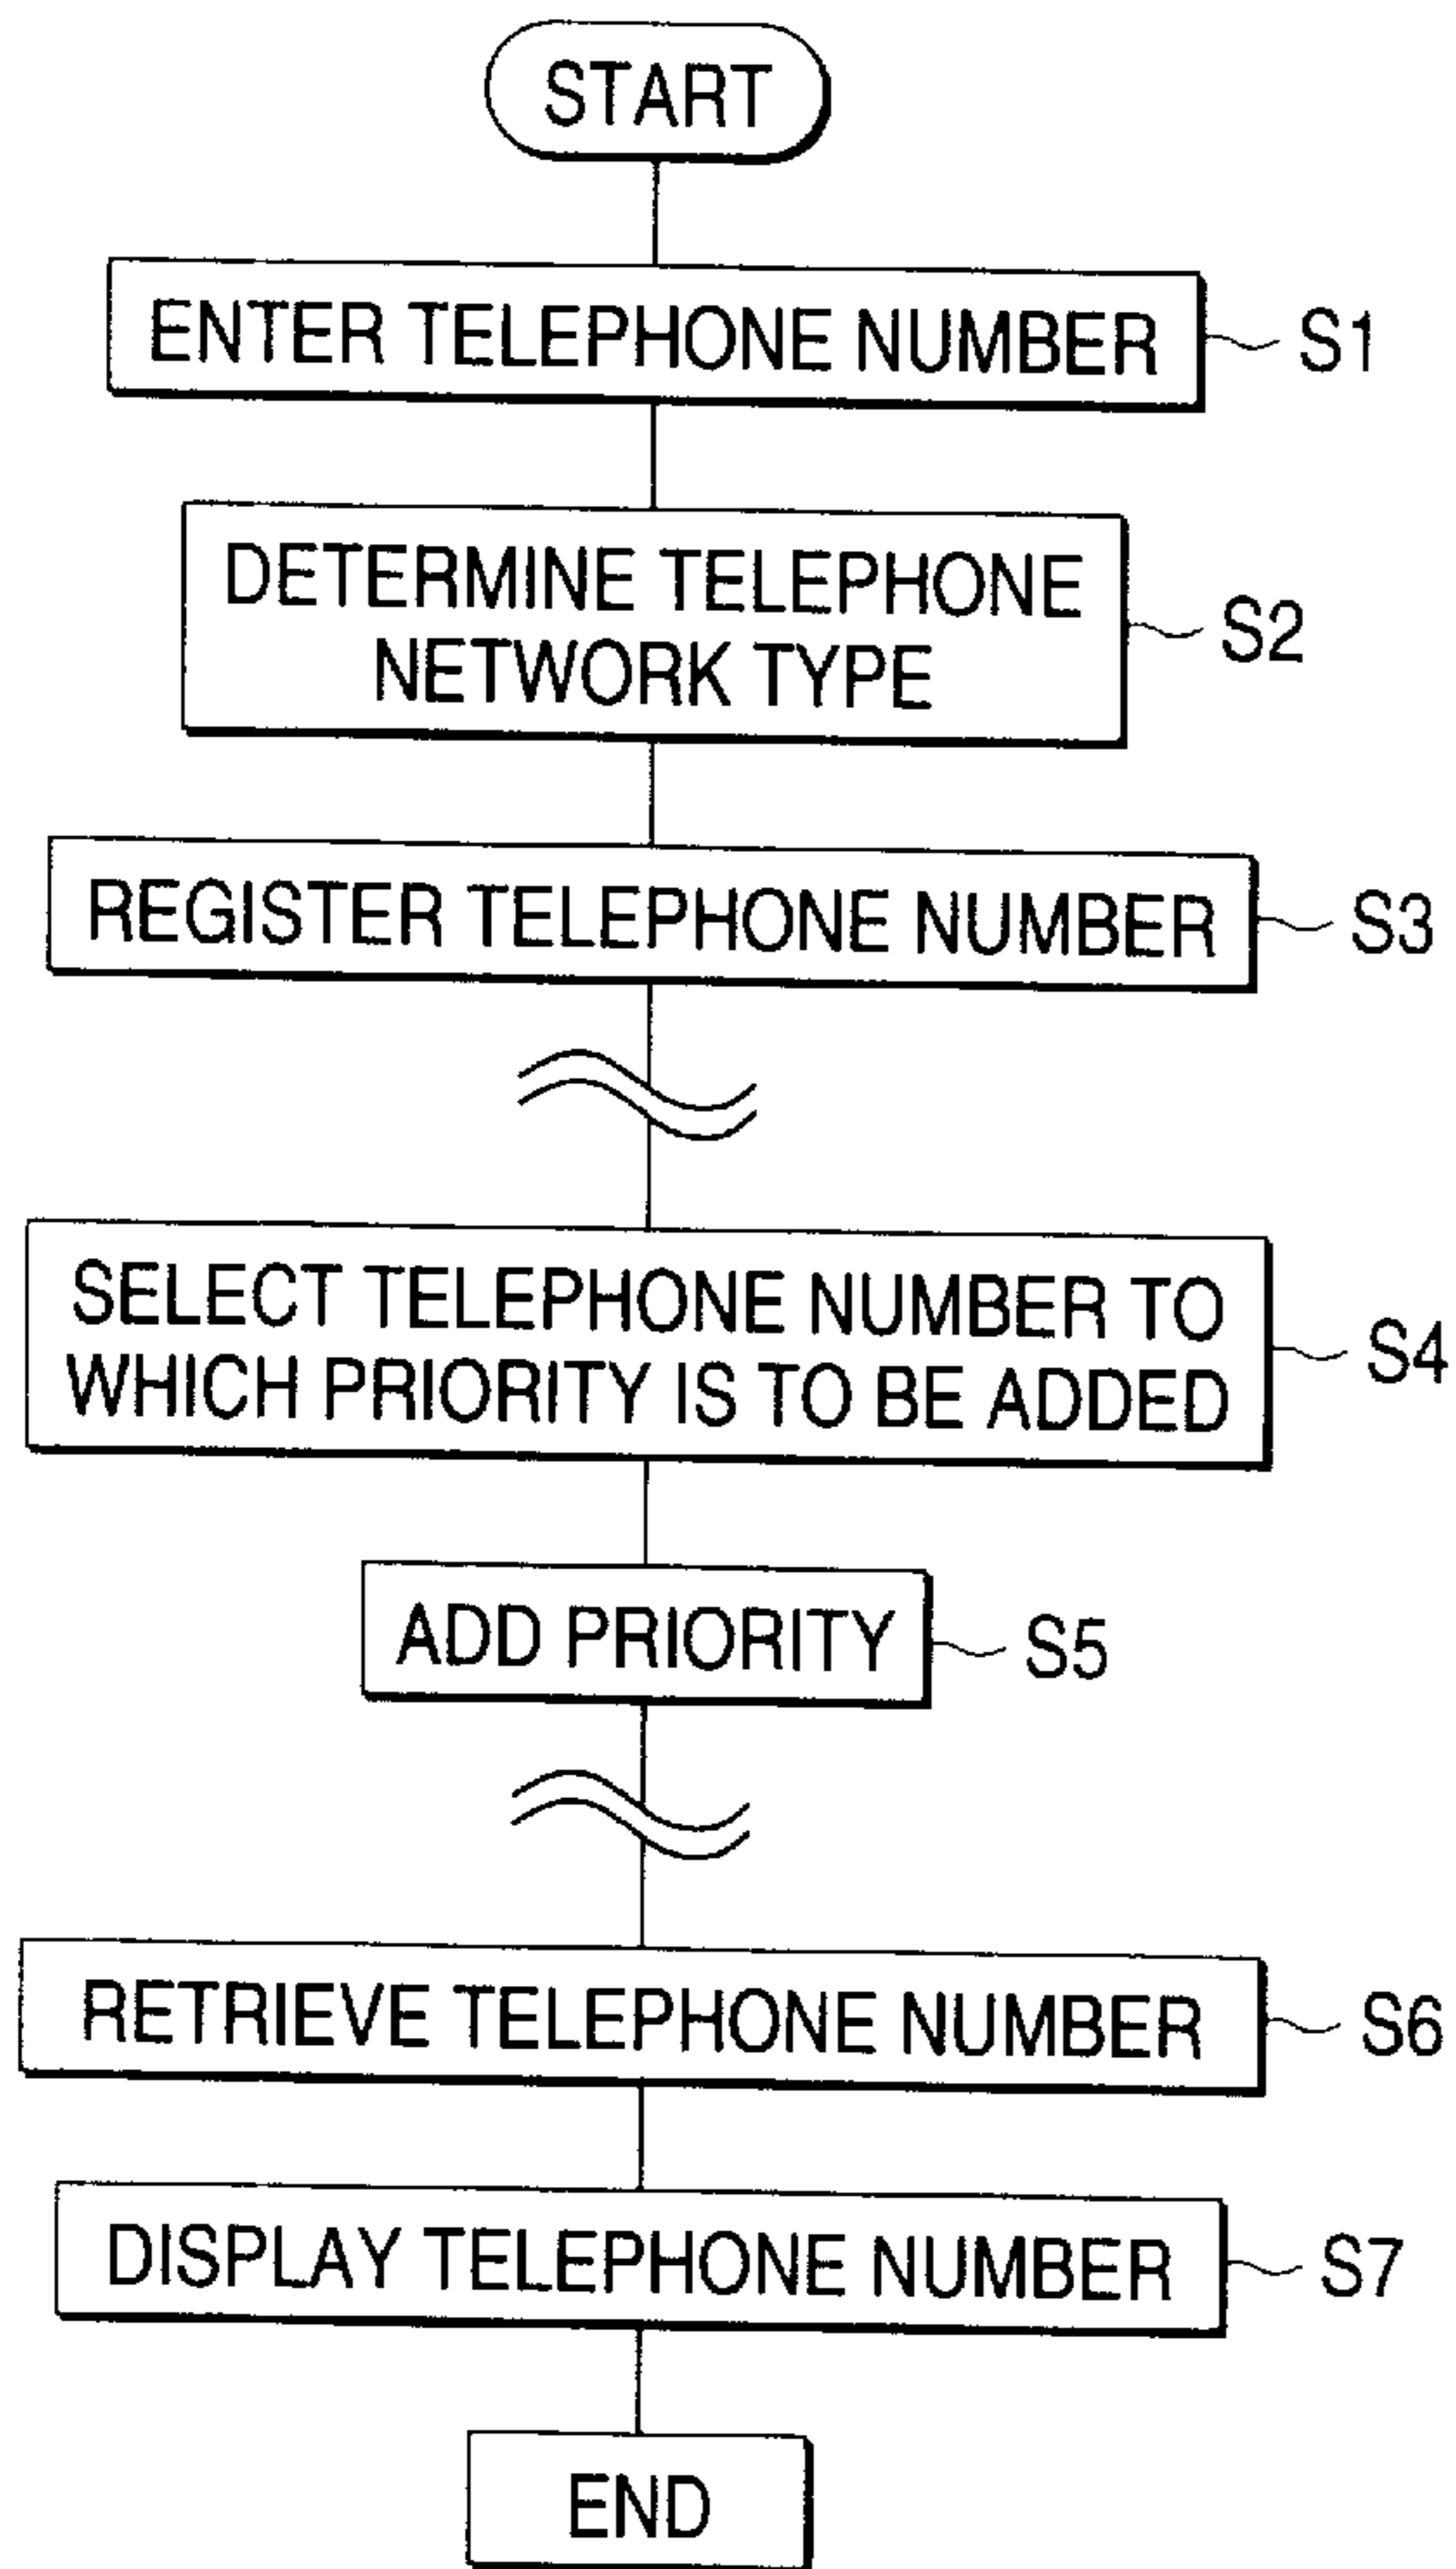 START
ENTER TELEPHONE NUMBER
S1
DETERMINE TELEPHONE
NETWORK TYPE
S2
REGISTER TELEPHONE NUMBER
S3
SELECT TELEPHONE NUMBER TO
WHICH PRIORITY IS TO BE ADDED
S4
ADD PRIORITY
S5
RETRIEVE TELEPHONE NUMBER
S6
DISPLAY TELEPHONE NUMBER
S7
END